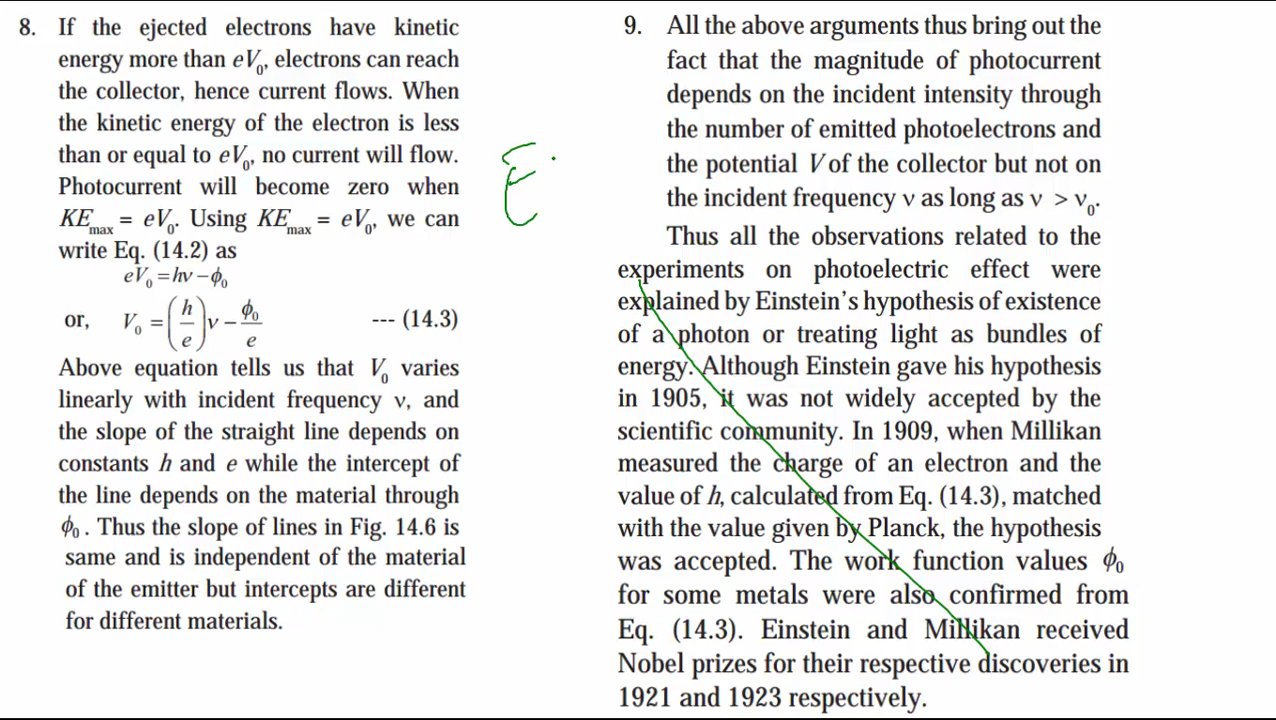 8. If the ejected electrons have kinetic
energy more than eV₀, electrons can reach
the collector, hence current flows. When
the kinetic energy of the electron is less
than or equal to eV₀, no current will flow.
Photocurrent will become zero when
KEₘₐₓ = eV₀. Using KEₘₐₓ = eV₀, we can
write Eq. (14.2) as
eV₀ = hν − ϕ₀
or, V₀ = (h/e)ν − ϕ₀/e --- (14.3)
Above equation tells us that V₀ varies
linearly with incident frequency ν, and
the slope of the straight line depends on
constants h and e while the intercept of
the line depends on the material through
ϕ₀. Thus the slope of lines in Fig. 14.6 is
same and is independent of the material
of the emitter but intercepts are different
for different materials.
E
9. All the above arguments thus bring out the
fact that the magnitude of photocurrent
depends on the incident intensity through
the number of emitted photoelectrons and
the potential V of the collector but not on
the incident frequency ν as long as ν > ν₀.
Thus all the observations related to the
experiments on photoelectric effect were
explained by Einstein's hypothesis of existence
of a photon or treating light as bundles of
energy. Although Einstein gave his hypothesis
in 1905, it was not widely accepted by the
scientific community. In 1909, when Millikan
measured the charge of an electron and the
value of h, calculated from Eq. (14.3), matched
with the value given by Planck, the hypothesis
was accepted. The work function values ϕ₀
for some metals were also confirmed from
Eq. (14.3). Einstein and Millikan received
Nobel prizes for their respective discoveries in
1921 and 1923 respectively.